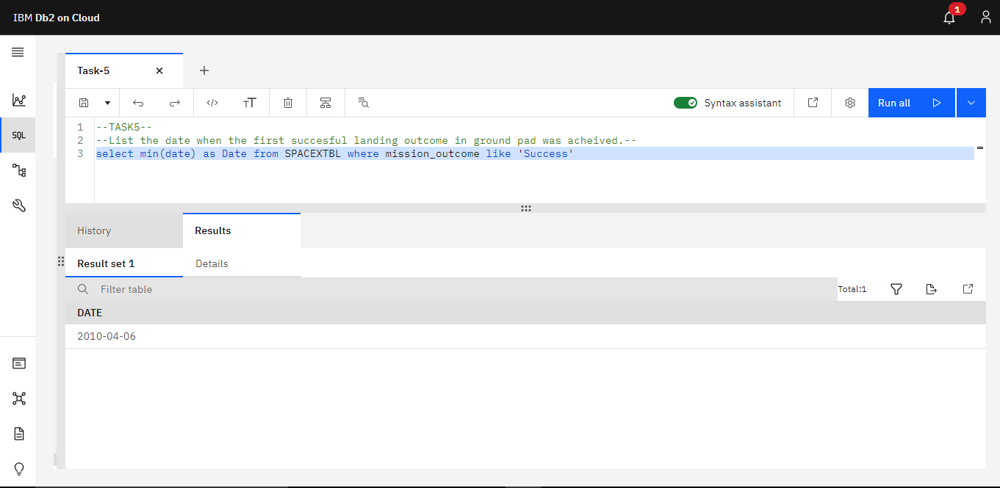 IBM Db2 on Cloud
1
Task-5
Syntax assistant
Run all
SQL
1 --TASK5--
2 --List the date when the first succesful landing outcome in ground pad was acheived.--
3 select min(date) as Date from SPACEXTBL where mission_outcome like 'Success'
History
Results
Result set 1
Details
Filter table
Total:1
DATE
2010-04-06